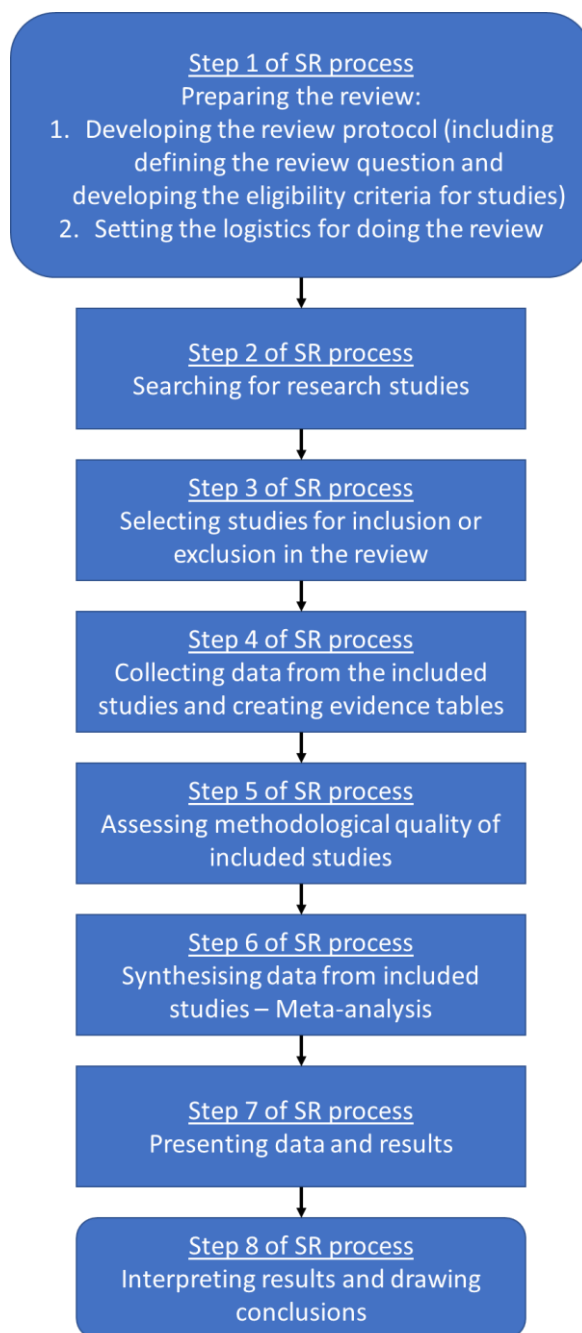 Step 1 of SR process
Preparing the review:
1. Developing the review protocol (including
defining the review question and
developing the eligibility criteria for studies)
2. Setting the logistics for doing the review
Step 2 of SR process
Searching for research studies
Step 3 of SR process
Selecting studies for inclusion or
exclusion in the review
Step 4 of SR process
Collecting data from the included
studies and creating evidence tables
Step 5 of SR process
Assessing methodological quality of
included studies
Step 6 of SR process
Synthesising data from included
studies – Meta-analysis
Step 7 of SR process
Presenting data and results
Step 8 of SR process
Interpreting results and drawing
conclusions